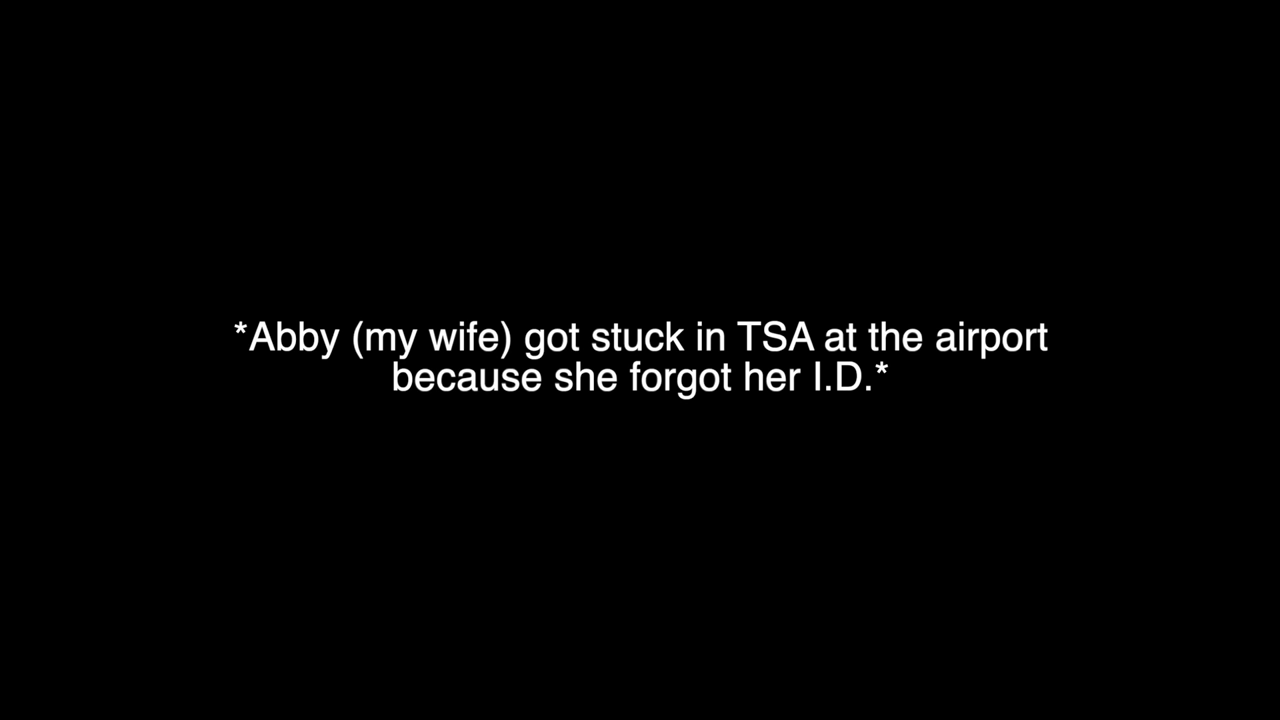 *Abby (my wife) got stuck in TSA at the airport
because she forgot her I.D.*